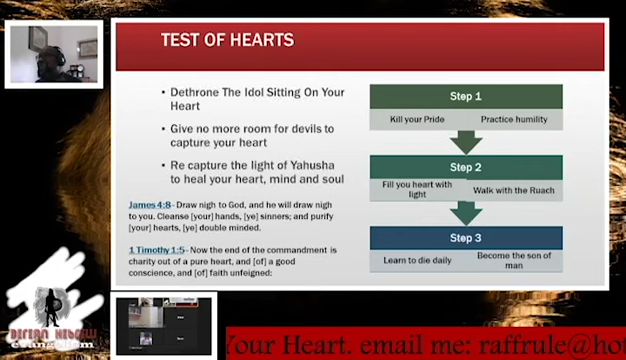 TEST OF HEARTS
• Dethrone The Idol Sitting On Your
Heart
• Give no more room for devils to
capture your heart
• Re capture the light of Yahusha
to heal your heart, mind and soul
James 4:8- Draw nigh to God, and he will draw nigh
to you. Cleanse [your] hands, [ye] sinners; and purify
[your] hearts, [ye] double minded.
1 Timothy 1:5- Now the end of the commandment is
charity out of a pure heart, and [of] a good
conscience, and [of] faith unfeigned:
Step 1
Kill your Pride
Practice humility
Step 2
Fill you heart with
light
Walk with the Ruach
Step 3
Learn to die daily
Become the son of
man
Your Heart. email me: raffrule@hot